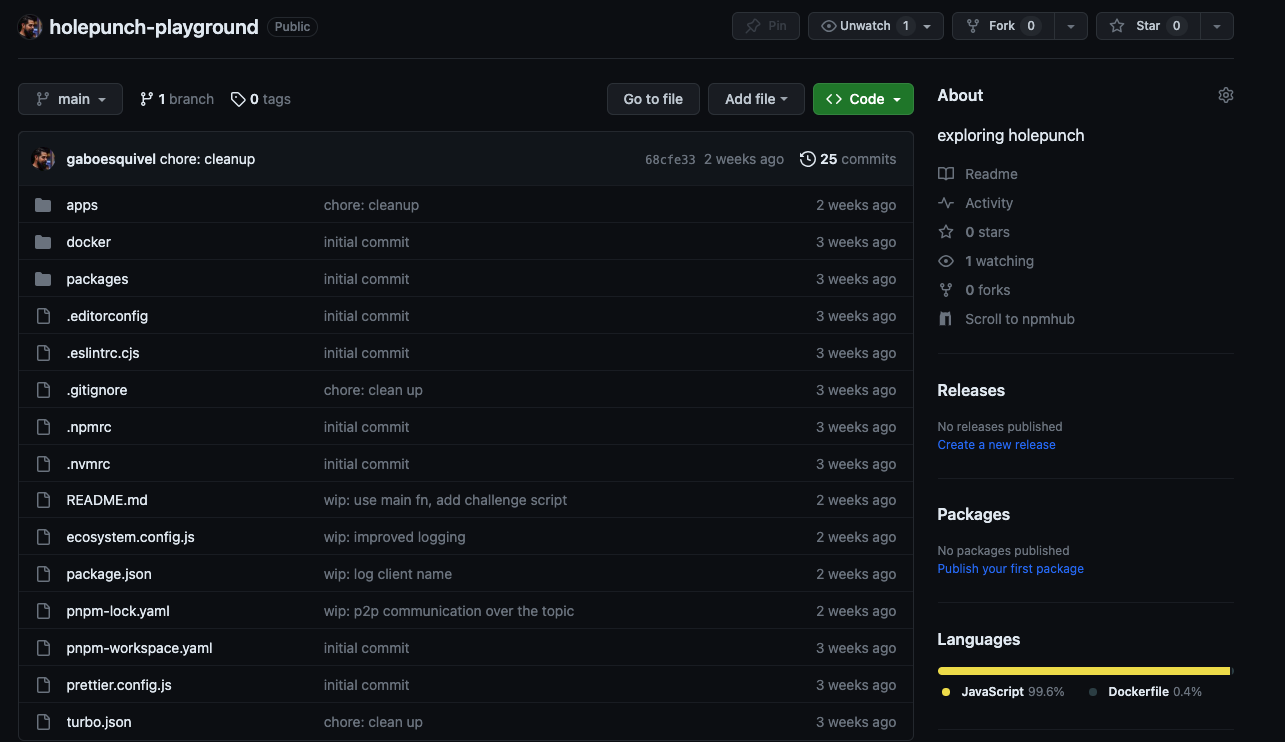 holepunch-playground Public Pin Unwatch 1 Fork 0 Star 0
main 1 branch 0 tags Go to file Add file Code
gaboesquivel chore: cleanup 68cfe33 2 weeks ago 25 commits
apps chore: cleanup 2 weeks ago
docker initial commit 3 weeks ago
packages initial commit 3 weeks ago
.editorconfig initial commit 3 weeks ago
.eslintrc.cjs initial commit 3 weeks ago
.gitignore chore: clean up 3 weeks ago
.npmrc initial commit 3 weeks ago
.nvmrc initial commit 3 weeks ago
README.md wip: use main fn, add challenge script 2 weeks ago
ecosystem.config.js wip: improved logging 2 weeks ago
package.json wip: log client name 2 weeks ago
pnpm-lock.yaml wip: p2p communication over the topic 2 weeks ago
pnpm-workspace.yaml initial commit 3 weeks ago
prettier.config.js initial commit 3 weeks ago
turbo.json chore: clean up 3 weeks ago
About
exploring holepunch
Readme
Activity
0 stars
1 watching
0 forks
Scroll to npmhub
Releases
No releases published
Create a new release
Packages
No packages published
Publish your first package
Languages
JavaScript 99.6% Dockerfile 0.4%